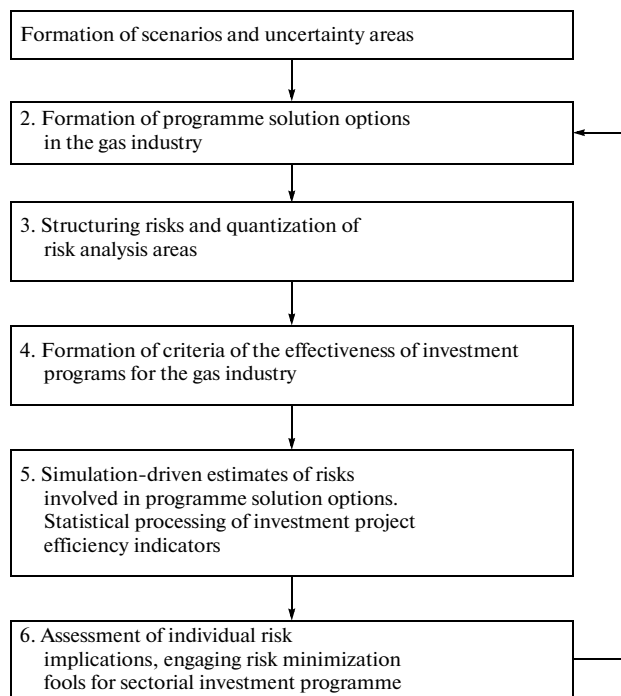 Formation of scenarios and uncertainty areas
2. Formation of programme solution options
in the gas industry
3. Structuring risks and quantization of
risk analysis areas
4. Formation of criteria of the effectiveness of investment
programs for the gas industry
5. Simulation-driven estimates of risks
involved in programme solution options.
Statistical processing of investment project
efficiency indicators
6. Assessment of individual risk
implications, engaging risk minimization
fools for sectorial investment programme